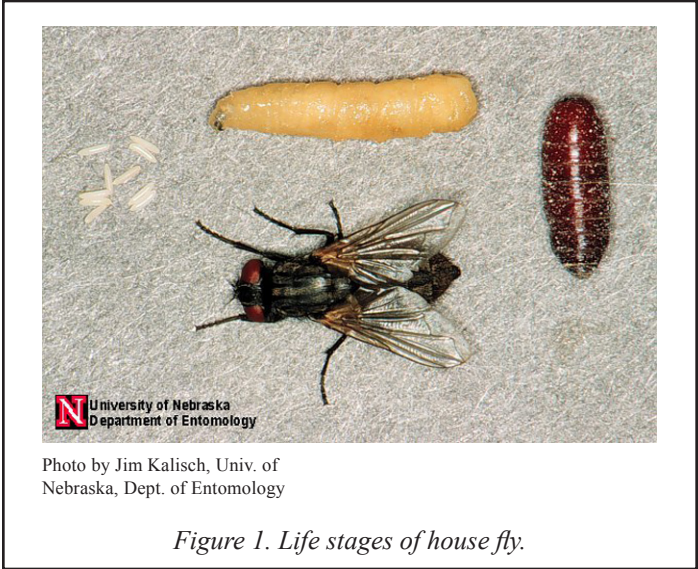 N University of Nebraska
Department of Entomology
Photo by Jim Kalisch, Univ. of
Nebraska, Dept. of Entomology
Figure 1. Life stages of house fly.